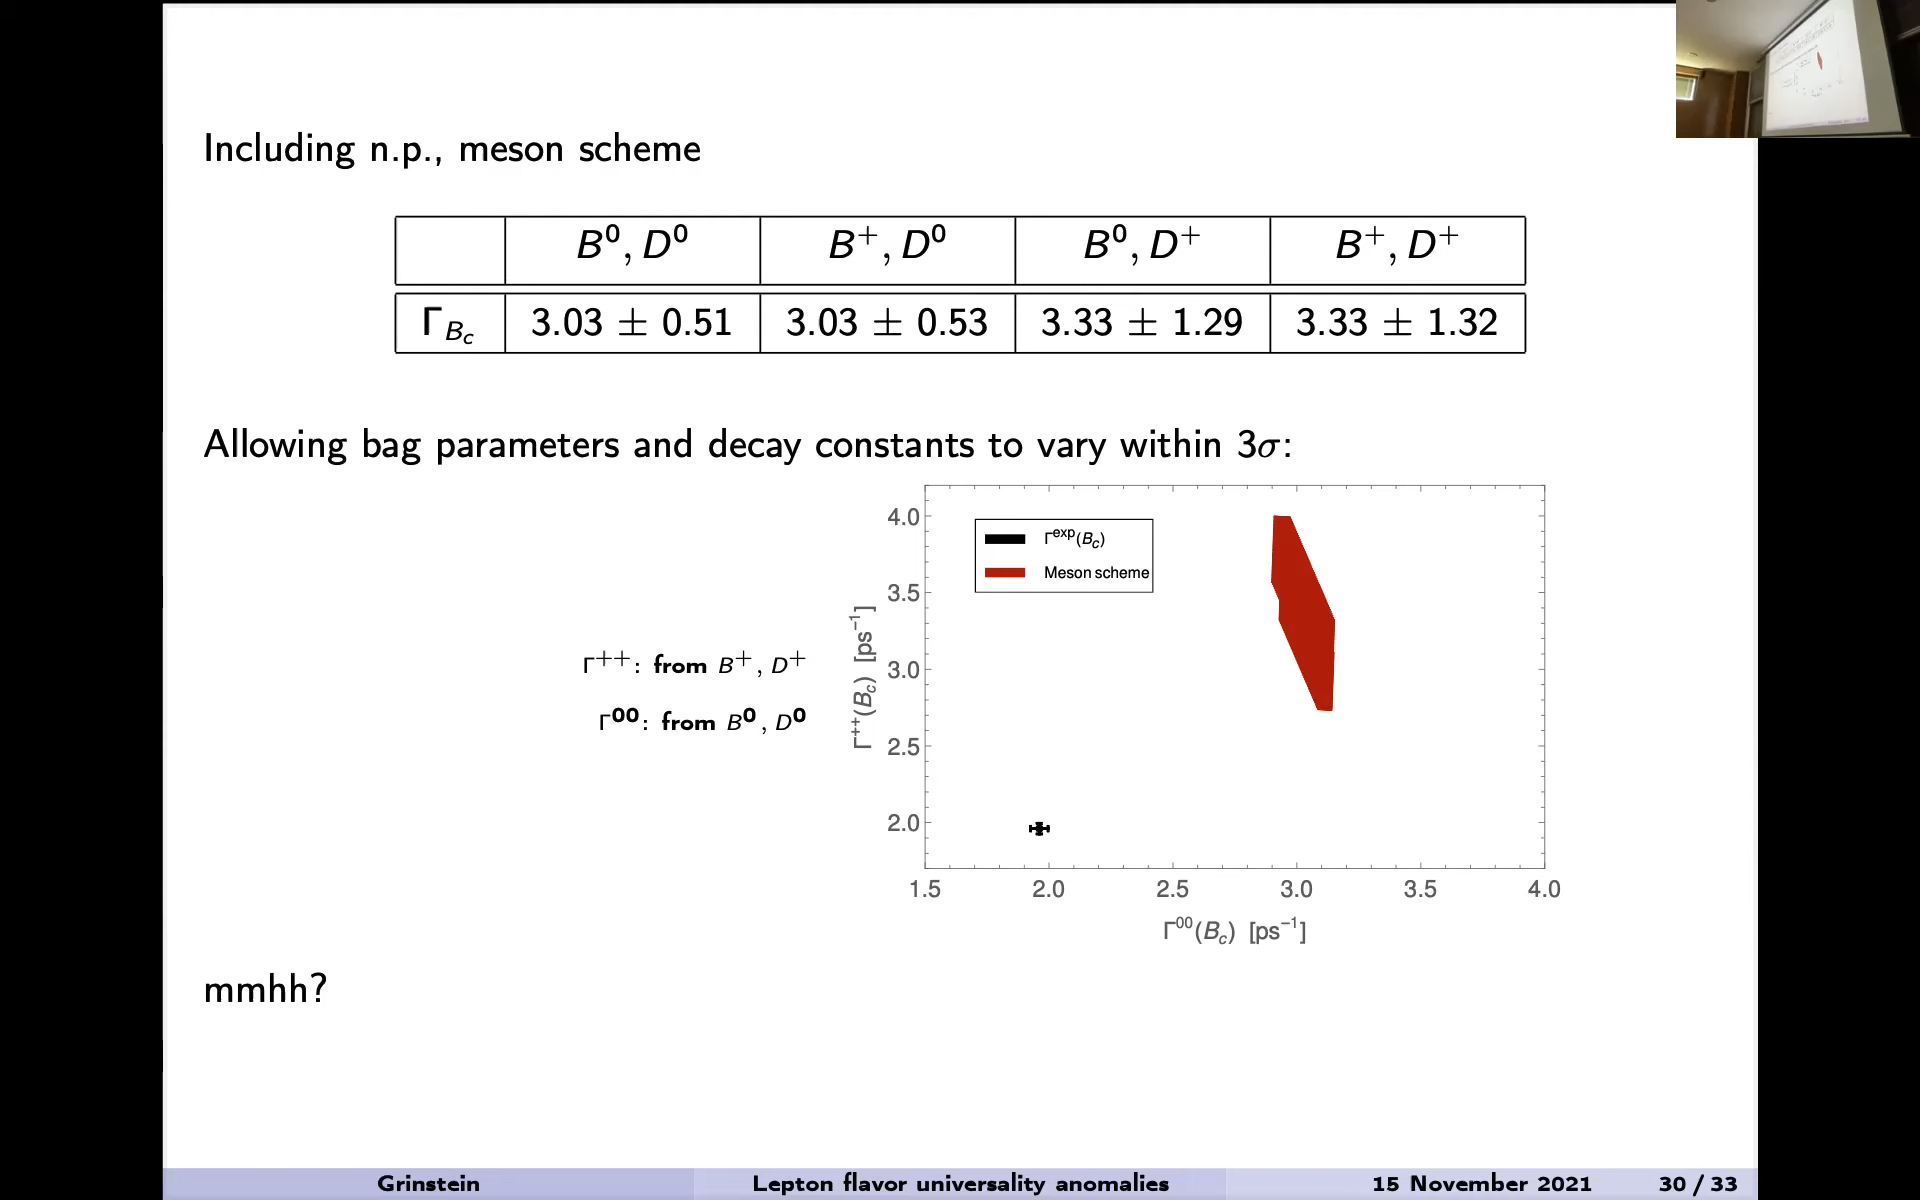 Including n.p., meson scheme
B⁰, D⁰ B⁺, D⁰ B⁰, D⁺ B⁺, D⁺
Γ_{B_c} 3.03 ± 0.51 3.03 ± 0.53 3.33 ± 1.29 3.33 ± 1.32
Allowing bag parameters and decay constants to vary within 3σ:
Γ⁺⁺: from B⁺, D⁺
Γ⁰⁰: from B⁰, D⁰
Γ^{exp}(B_c)
Meson scheme
4.0
3.5
3.0
2.5
2.0
Γ⁺⁺(B_c) [ps⁻¹]
1.5 2.0 2.5 3.0 3.5 4.0
Γ⁰⁰(B_c) [ps⁻¹]
mmhh?
Grinstein Lepton flavor universality anomalies 15 November 2021 30 / 33